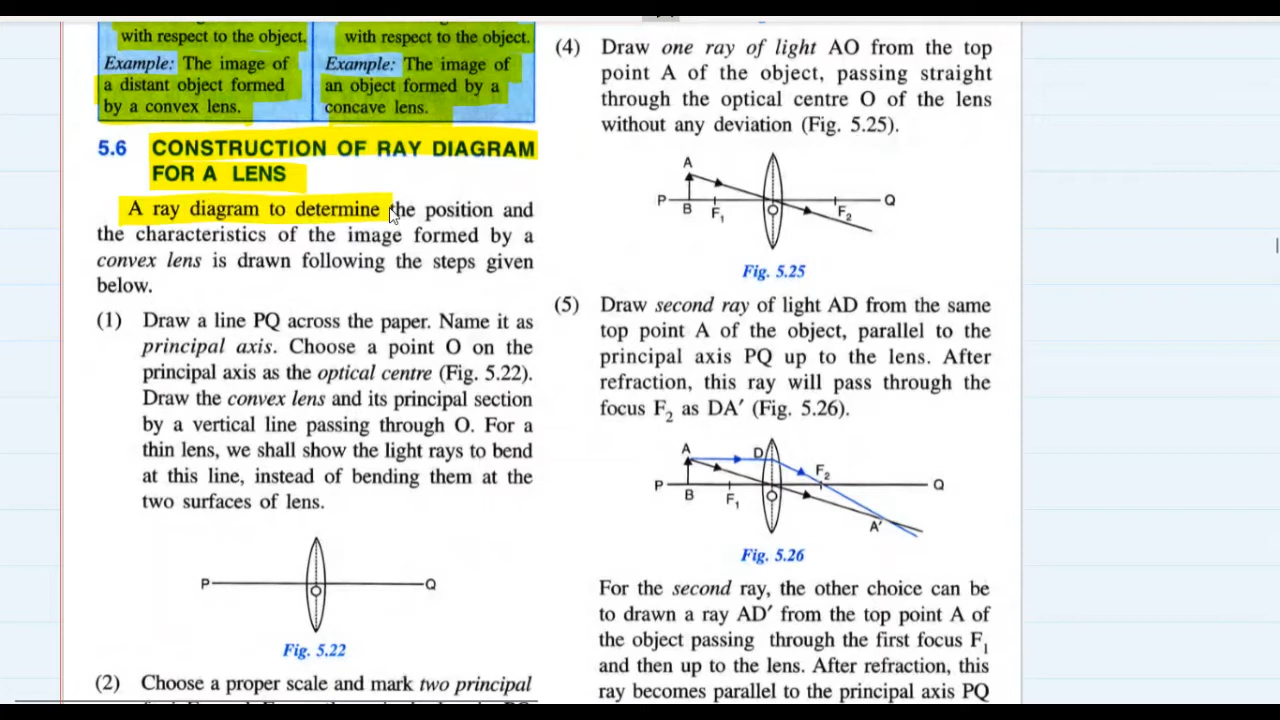 with respect to the object.
with respect to the object.
Example: The image of
a distant object formed
by a convex lens.
Example: The image of
an object formed by a
concave lens.
5.6 CONSTRUCTION OF RAY DIAGRAM
FOR A LENS
A ray diagram to determine the position and
the characteristics of the image formed by a
convex lens is drawn following the steps given
below.
(1) Draw a line PQ across the paper. Name it as
principal axis. Choose a point O on the
principal axis as the optical centre (Fig. 5.22).
Draw the convex lens and its principal section
by a vertical line passing through O. For a
thin lens, we shall show the light rays to bend
at this line, instead of bending them at the
two surfaces of lens.
P O Q
Fig. 5.22
(2) Choose a proper scale and mark two principal
(4) Draw one ray of light AO from the top
point A of the object, passing straight
through the optical centre O of the lens
without any deviation (Fig. 5.25).
A
P B F₁ O F₂ Q
Fig. 5.25
(5) Draw second ray of light AD from the same
top point A of the object, parallel to the
principal axis PQ up to the lens. After
refraction, this ray will pass through the
focus F₂ as DA′ (Fig. 5.26).
A D
P B F₁ O F₂ Q
A′
Fig. 5.26
For the second ray, the other choice can be
to drawn a ray AD′ from the top point A of
the object passing through the first focus F₁
and then up to the lens. After refraction, this
ray becomes parallel to the principal axis PQ